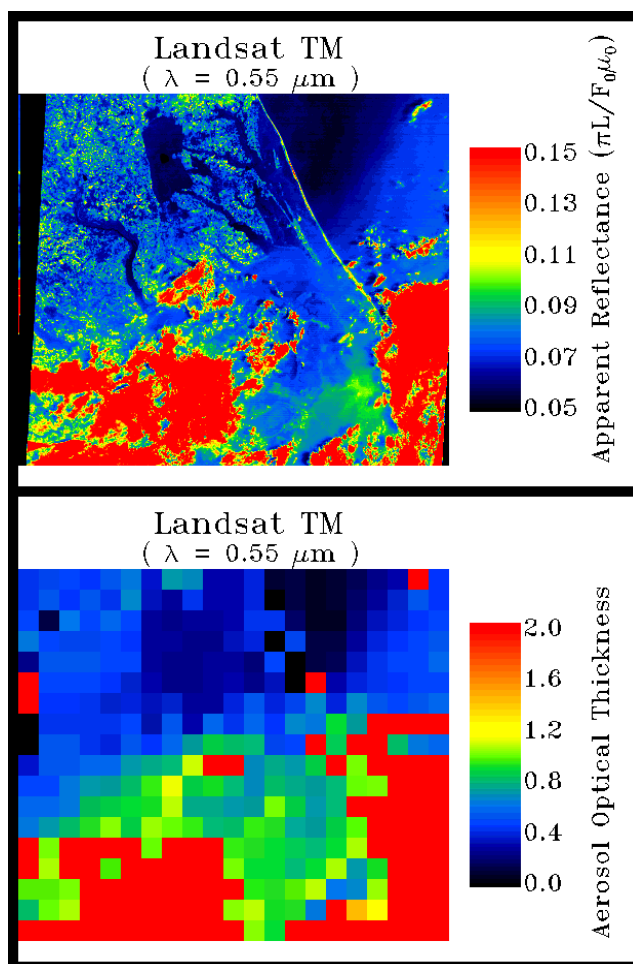 Landsat TM
( λ = 0.55 μm )
Apparent Reflectance (πL/F₀μ₀)
0.15
0.13
0.11
0.09
0.07
0.05
Landsat TM
( λ = 0.55 μm )
Aerosol Optical Thickness
2.0
1.6
1.2
0.8
0.4
0.0